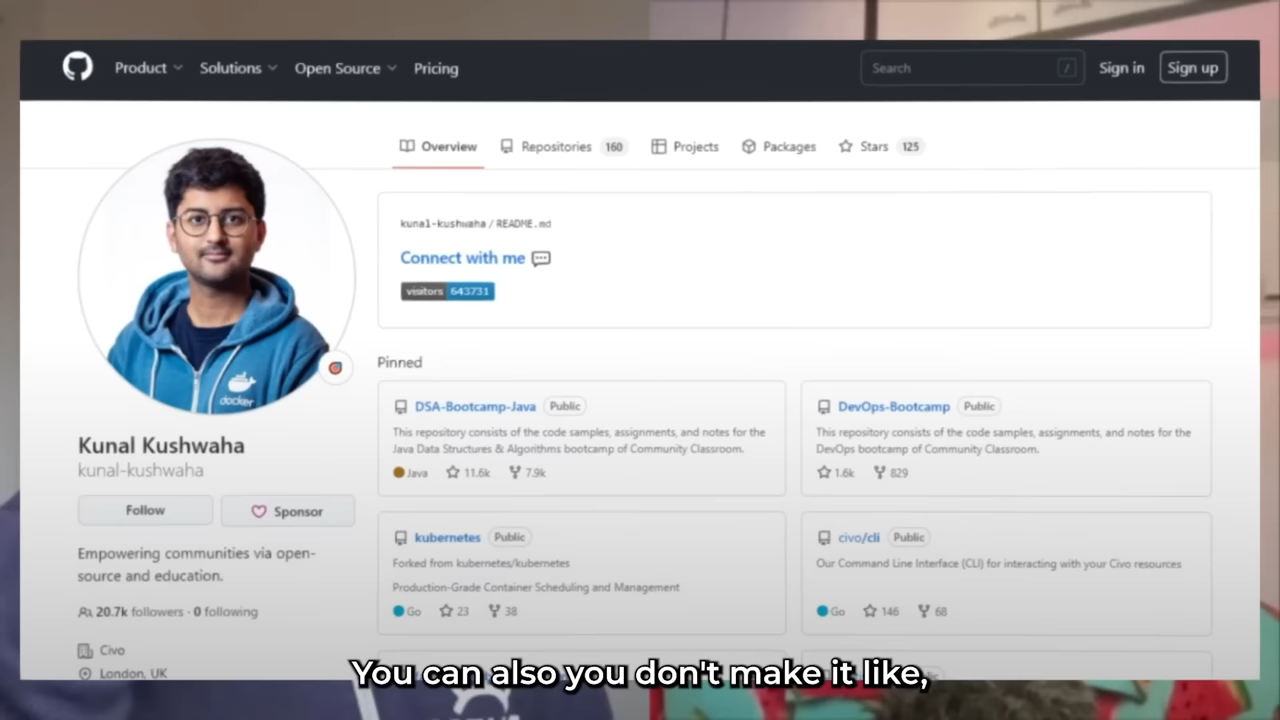 Product Solutions Open Source Pricing Search / Sign in Sign up
Overview Repositories 160 Projects Packages Stars 125
kunal-kushwaha / README.md
Connect with me
visitors 643731
Pinned
DSA-Bootcamp-Java Public
This repository consists of the code samples, assignments, and notes for the
Java Data Structures & Algorithms bootcamp of Community Classroom.
Java 11.6k 7.9k
DevOps-Bootcamp Public
This repository consists of the code samples, assignments, and notes for the
DevOps bootcamp of Community Classroom.
1.6k 829
kubernetes Public
Forked from kubernetes/kubernetes
Production-Grade Container Scheduling and Management
Go 23 38
civo/cli Public
Our Command Line Interface (CLI) for interacting with your Civo resources
Go 146 68
docker
Kunal Kushwaha
kunal-kushwaha
Follow Sponsor
Empowering communities via open-
source and education.
20.7k followers · 0 following
Civo
London, UK
You can also you don't make it like,